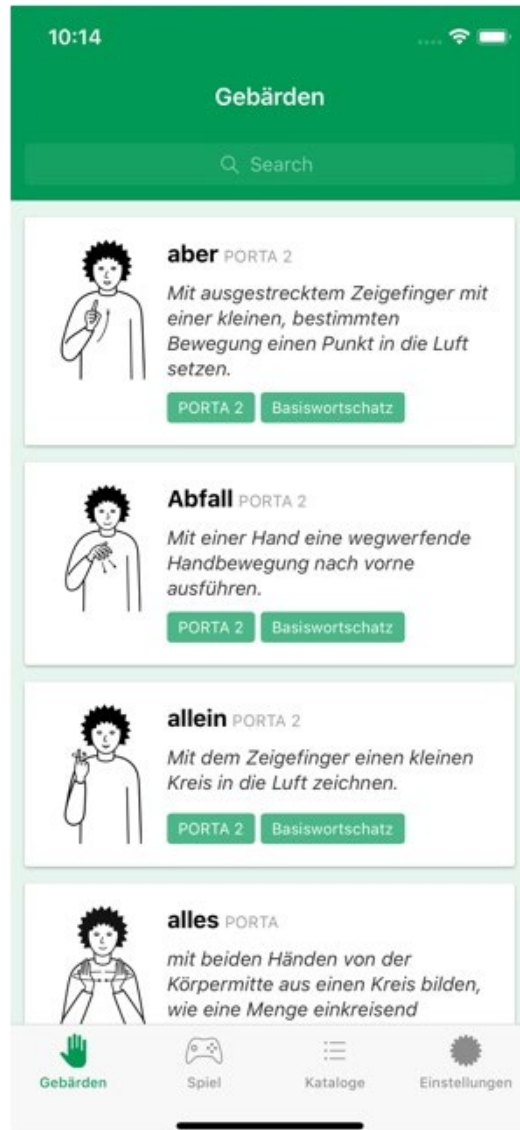 10:14
Gebärden
Search
aber PORTA 2
Mit ausgestrecktem Zeigefinger mit
einer kleinen, bestimmten
Bewegung einen Punkt in die Luft
setzen.
PORTA 2 Basiswortschatz
Abfall PORTA 2
Mit einer Hand eine wegwerfende
Handbewegung nach vorne
ausführen.
PORTA 2 Basiswortschatz
allein PORTA 2
Mit dem Zeigefinger einen kleinen
Kreis in die Luft zeichnen.
PORTA 2 Basiswortschatz
alles PORTA
mit beiden Händen von der
Körpermitte aus einen Kreis bilden,
wie eine Menge einkreisend
Gebärden Spiel Kataloge Einstellungen